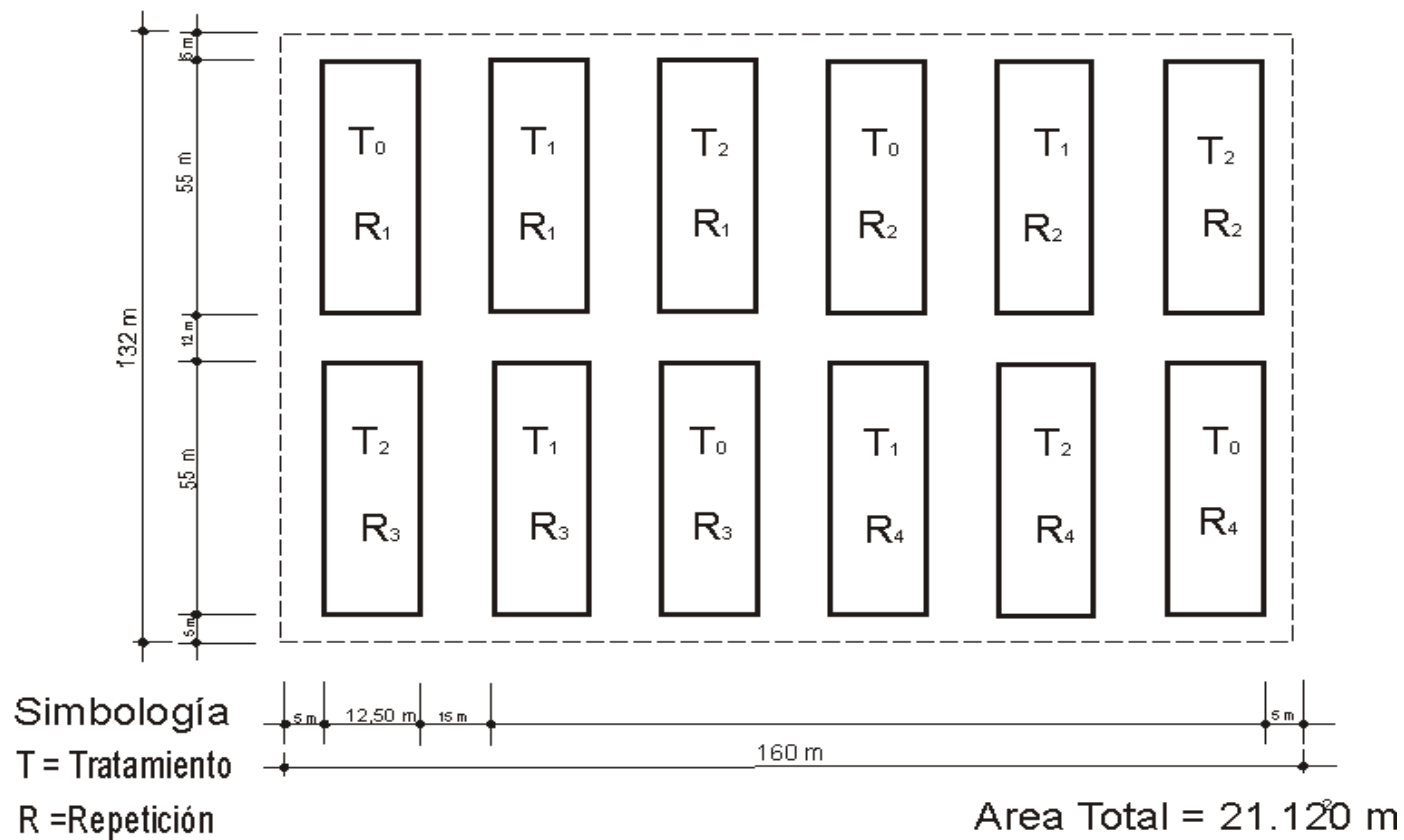 5 m
T0 T1 T2 T0 T1 T2
55 m
R1 R1 R1 R2 R2 R2
132 m
12 m
T2 T1 T0 T1 T2 T0
55 m
R3 R3 R3 R4 R4 R4
5 m
Simbología
5 m 12,50 m 15 m 5 m
T = Tratamiento
160 m
R =Repetición
Area Total = 21.120 m2